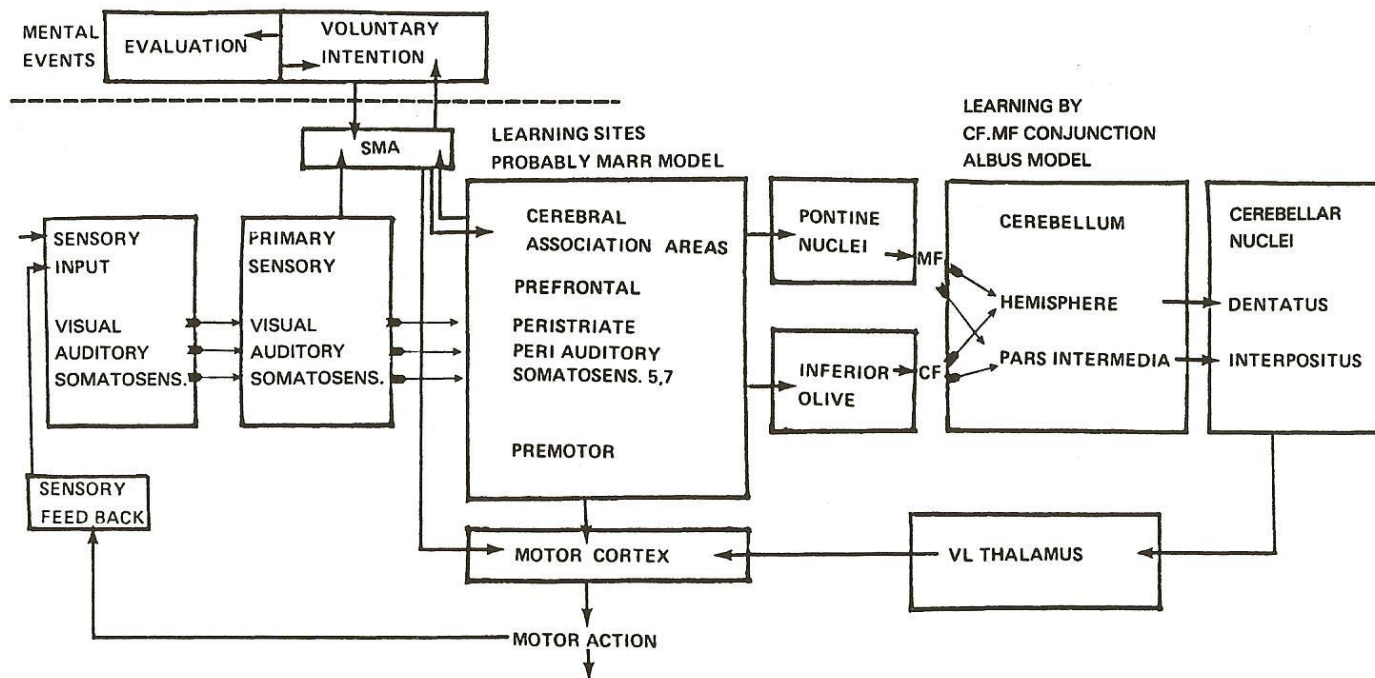 MENTAL
EVENTS
EVALUATION
VOLUNTARY
INTENTION
SMA
LEARNING SITES
PROBABLY MARR MODEL
LEARNING BY
CF.MF CONJUNCTION
ALBUS MODEL
SENSORY
INPUT
VISUAL
AUDITORY
SOMATOSENS.
PRIMARY
SENSORY
VISUAL
AUDITORY
SOMATOSENS.
CEREBRAL
ASSOCIATION AREAS
PREFRONTAL
PERISTRIATE
PERI AUDITORY
SOMATOSENS. 5,7
PREMOTOR
PONTINE
NUCLEI
MF
INFERIOR
OLIVE
CF
CEREBELLUM
HEMISPHERE
PARS INTERMEDIA
CEREBELLAR
NUCLEI
DENTATUS
INTERPOSITUS
SENSORY
FEED BACK
MOTOR CORTEX
VL THALAMUS
MOTOR ACTION